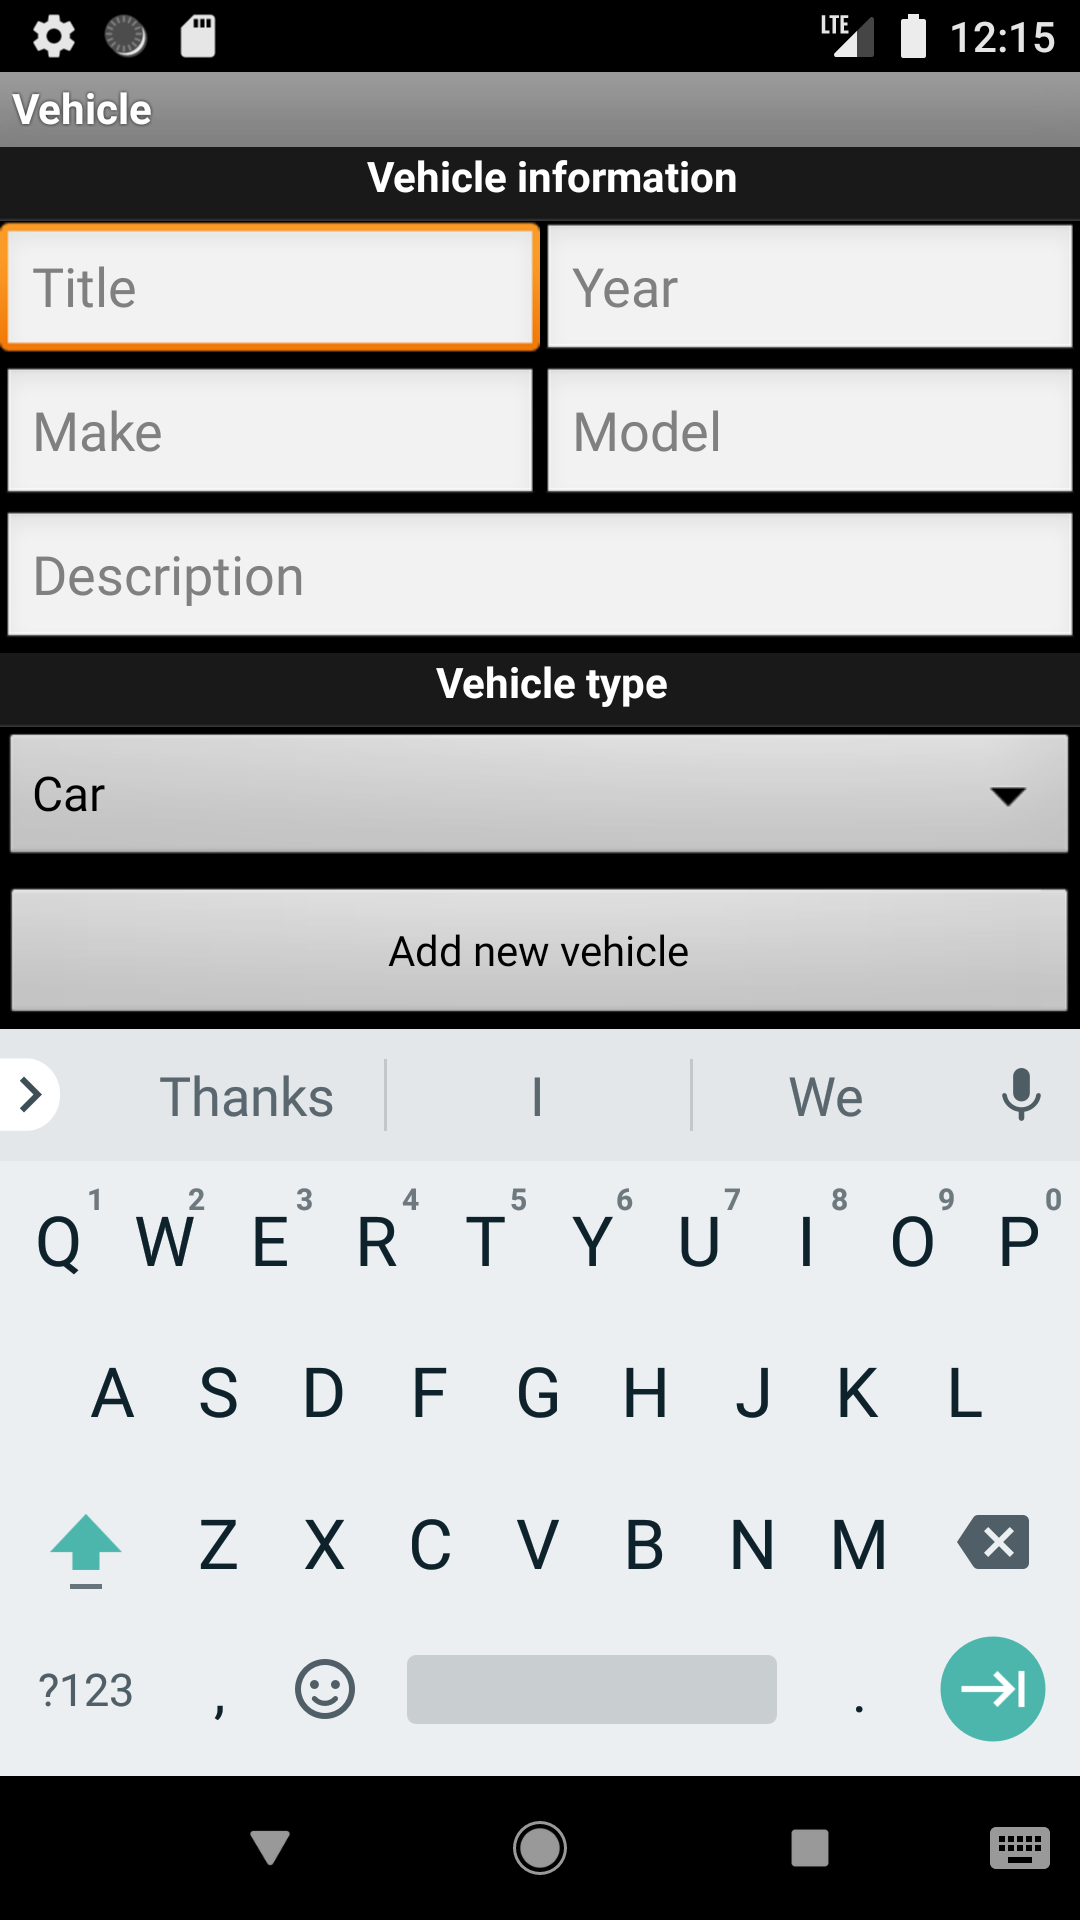 LTE 12:15
Vehicle
Vehicle information
Title Year
Make Model
Description
Vehicle type
Car
Add new vehicle
Thanks I We
1 2 3 4 5 6 7 8 9 0
Q W E R T Y U I O P
A S D F G H J K L
Z X C V B N M
?123 , .